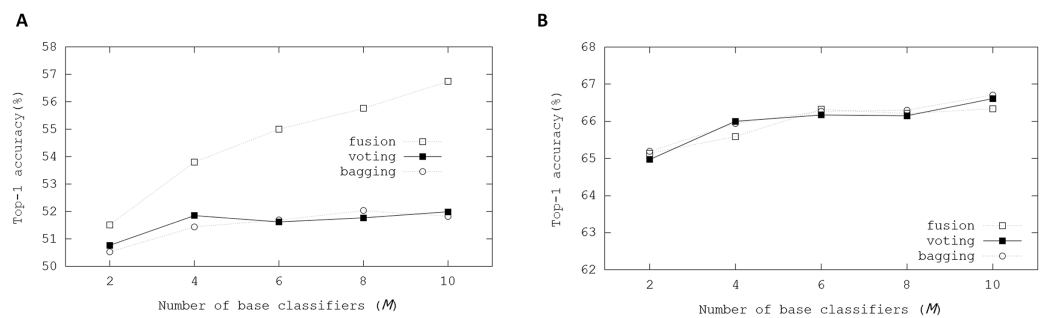 A
58
57
56
55
54
53
52
51
50
Top-1 accuracy(%)
fusion
voting
bagging
2 4 6 8 10
Number of base classifiers (M)
B
68
67
66
65
64
63
62
Top-1 accuracy(%)
fusion
voting
bagging
2 4 6 8 10
Number of base classifiers (M)